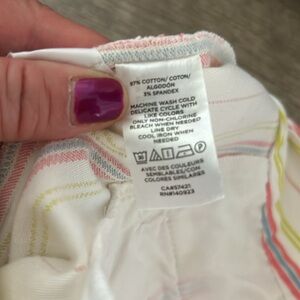 97% COTTON/ COTON/
ALGODÓN
3% SPANDEX
MACHINE WASH COLD
DELICATE CYCLE WITH
LIKE COLORS
ONLY NON-CHLORINE
BLEACH WHEN NEEDED
LINE DRY
COOL IRON WHEN
NEEDED
AVEC DES COULEURS
SEMBLABLES/CON
COLORES SIMILARES
CA#57421
RN#140923